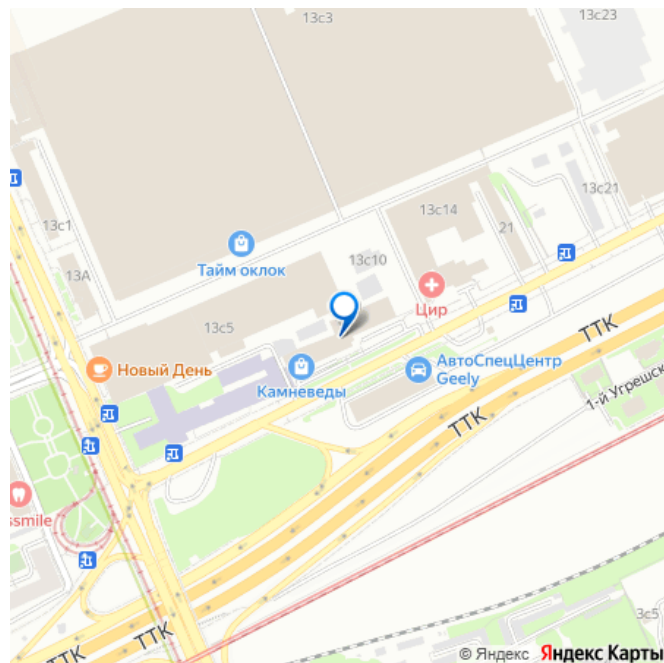 13с3
13с23
13с1
13с14
13с21
21
13А
Тайм оклок
13с10
Цир
13с5
ТТК
Новый День
Камневеды
АвтоСпецЦентр
Geely
1-й Угрешск
ТТК
ssmile
3с5
ТТК
© Яндекс Яндекс Карты